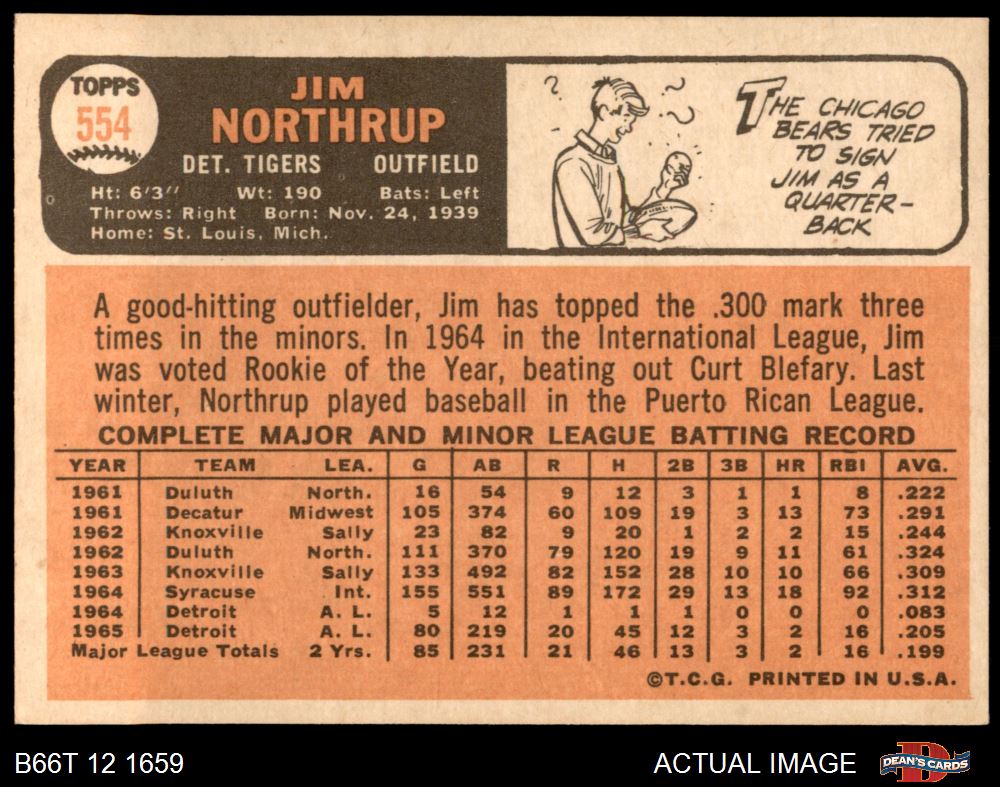 TOPPS
554
JIM
NORTHRUP
DET. TIGERS OUTFIELD
Ht: 6'3" Wt: 190 Bats: Left
Throws: Right Born: Nov. 24, 1939
Home: St. Louis, Mich.
THE CHICAGO
BEARS TRIED
TO SIGN
JIM AS A
QUARTER-
BACK
A good-hitting outfielder, Jim has topped the .300 mark three
times in the minors. In 1964 in the International League, Jim
was voted Rookie of the Year, beating out Curt Blefary. Last
winter, Northrup played baseball in the Puerto Rican League.
COMPLETE MAJOR AND MINOR LEAGUE BATTING RECORD
YEAR TEAM LEA. G AB R H 2B 3B HR RBI AVG.
1961 Duluth North. 16 54 9 12 3 1 1 8 .222
1961 Decatur Midwest 105 374 60 109 19 3 13 73 .291
1962 Knoxville Sally 23 82 9 20 1 2 2 15 .244
1962 Duluth North. 111 370 79 120 19 9 11 61 .324
1963 Knoxville Sally 133 492 82 152 28 10 10 66 .309
1964 Syracuse Int. 155 551 89 172 29 13 18 92 .312
1964 Detroit A. L. 5 12 1 1 1 0 0 0 .083
1965 Detroit A. L. 80 219 20 45 12 3 2 16 .205
Major League Totals 2 Yrs. 85 231 21 46 13 3 2 16 .199
©T.C.G. PRINTED IN U.S.A.
B66T 12 1659
ACTUAL IMAGE
DEAN'S CARDS